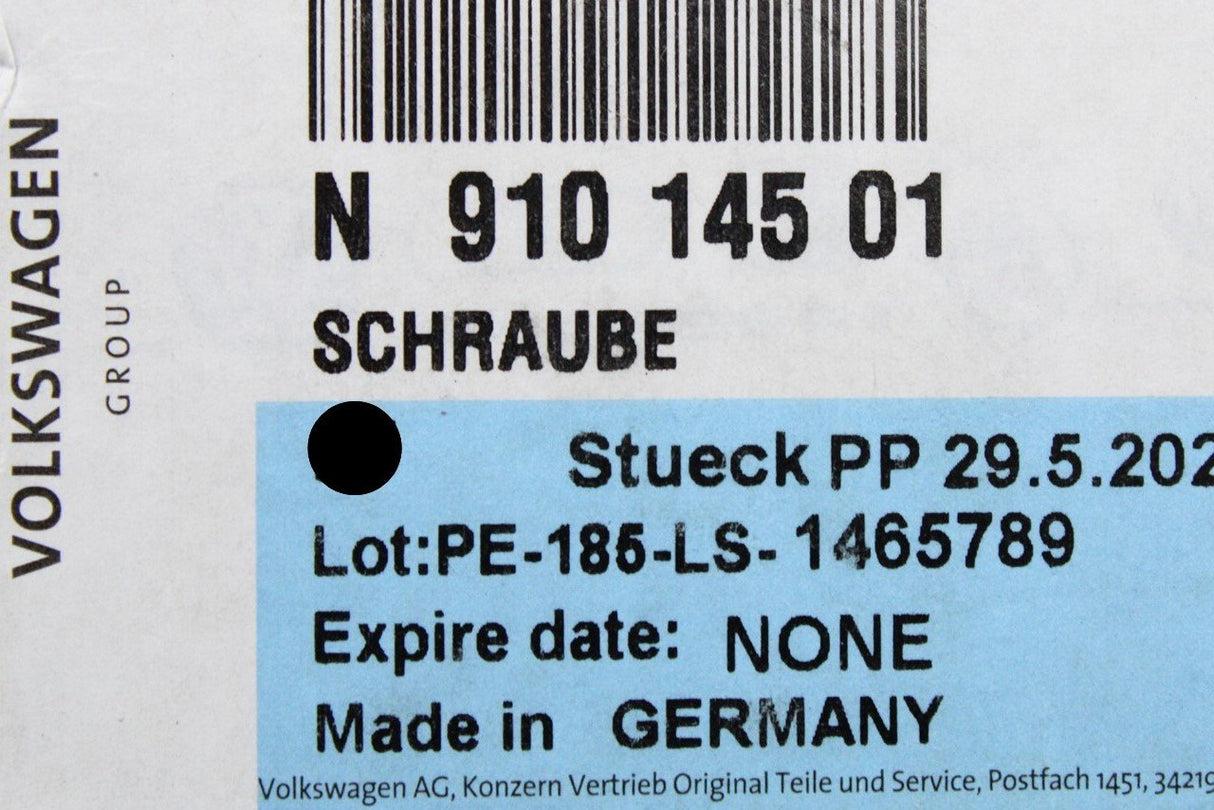 VOLKSWAGEN
GROUP
N 910 145 01
SCHRAUBE
Stueck PP 29.5.202
Lot:PE-185-LS- 1465789
Expire date: NONE
Made in GERMANY
Volkswagen AG, Konzern Vertrieb Original Teile und Service, Postfach 1451, 34219